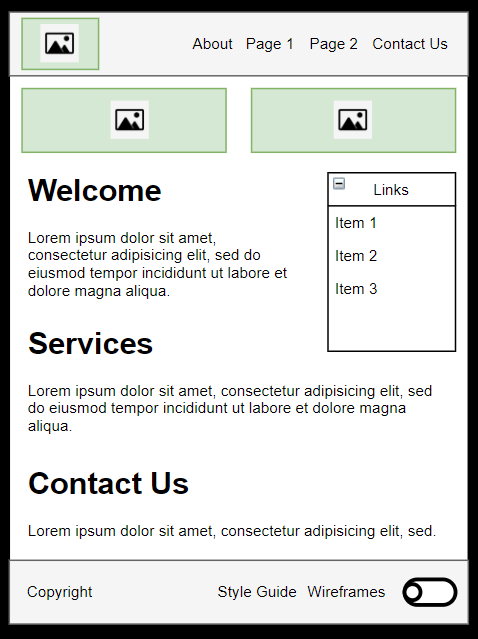 About Page 1 Page 2 Contact Us
Welcome
Lorem ipsum dolor sit amet,
consectetur adipisicing elit, sed do
eiusmod tempor incididunt ut labore et
dolore magna aliqua.
Links
Item 1
Item 2
Item 3
Services
Lorem ipsum dolor sit amet, consectetur adipisicing elit, sed
do eiusmod tempor incididunt ut labore et dolore magna
aliqua.
Contact Us
Lorem ipsum dolor sit amet, consectetur adipisicing elit, sed.
Copyright Style Guide Wireframes